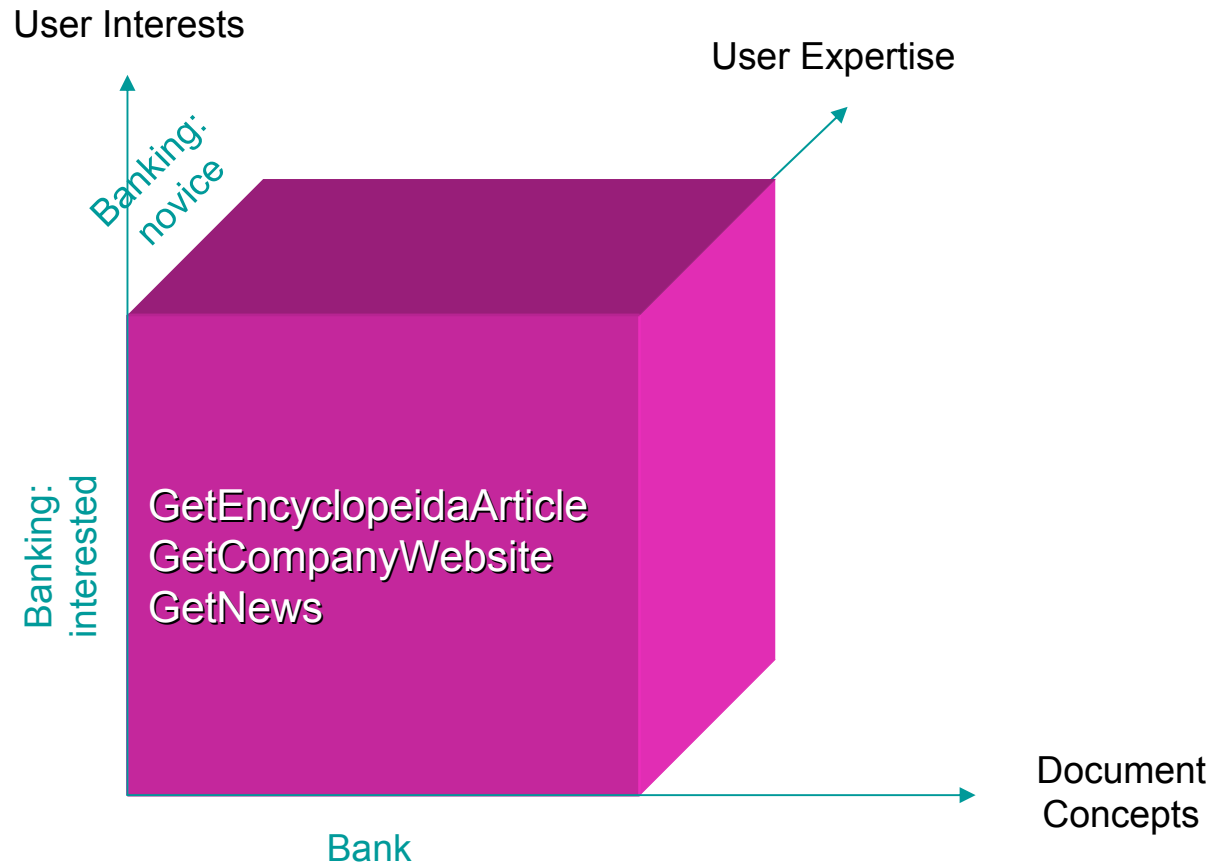 User Interests
User Expertise
Banking:
novice
Banking:
interested
GetEncyclopeidaArticle
GetCompanyWebsite
GetNews
Document
Concepts
Bank